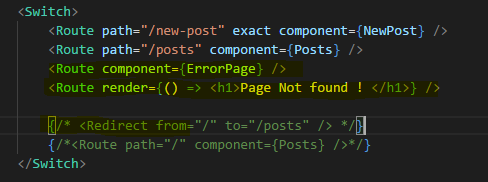 <Switch>
<Route path="/new-post" exact component={NewPost} />
<Route path="/posts" component={Posts} />
<Route component={ErrorPage} />
<Route render={() => <h1>Page Not found ! </h1>} />
{/* <Redirect from="/" to="/posts" /> */}
{/*<Route path="/" component={Posts} />*/}
</Switch>